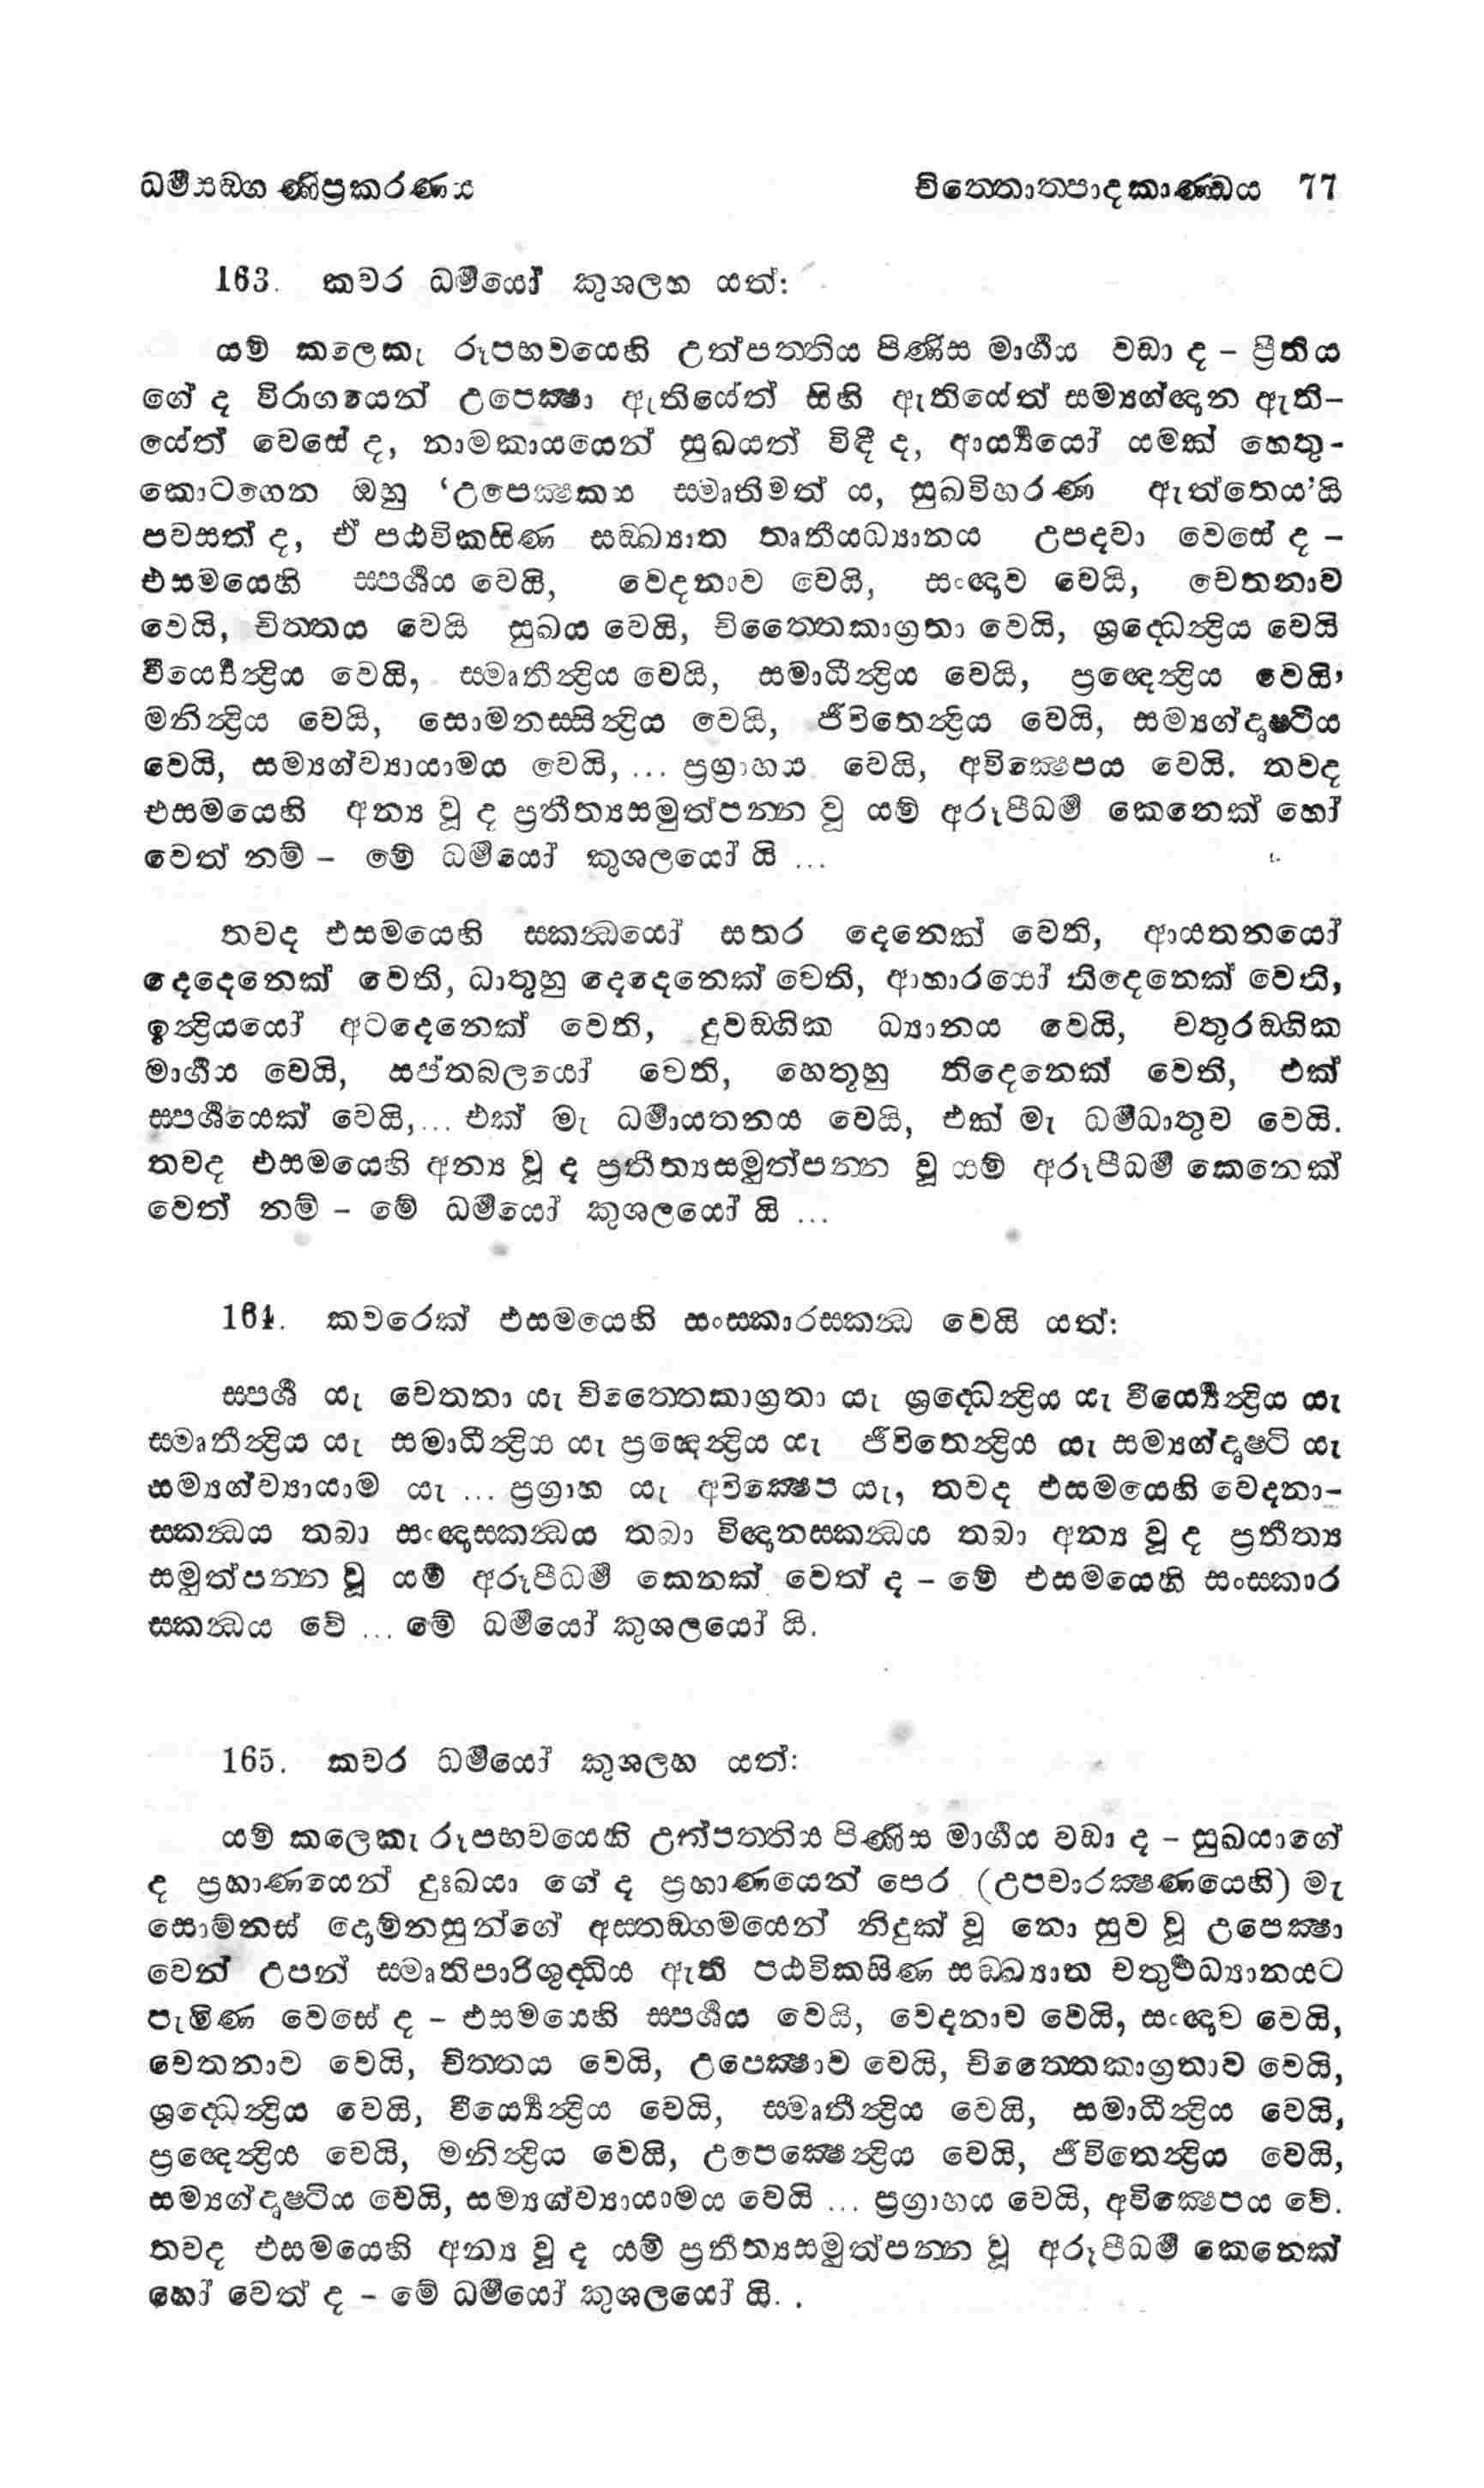 ධර්මසඞ්ගණිප්‍රකරණය චිත්තොත්පාදකාණ්ඩය 77
163. කවර ධර්මයෝ කුශලහ යත්:
යම් කලෙකැ රූපභවයෙහි උත්පත්තිය පිණිස මාර්ගය වඩා ද – ප්‍රීතිය
ගේ ද විරාගයෙන් උපෙක්ෂා ඇතියේත් සිහි ඇතියේත් සම්‍යග්ඥාන ඇති-
යේත් වෙසේ ද, නාමකායයෙන් සුඛයත් විඳී ද, ආර්‍ය්‍යයෝ යමක් හෙතු-
කොටගෙන ඔහු ‘උපෙක්ෂකය ස්මෘතිමත් ය, සුඛවිහරණ ඇත්තෙය’යි
පවසත් ද, ඒ පඨවිකසිණ සඞ්ඛ්‍යාත තෘතීයධ්‍යානය උපදවා වෙසේ ද –
එසමයෙහි ස්පර්ශය වෙයි, වේදනාව වෙයි, සංඥාව වෙයි, චෙතනාව
වෙයි, චිත්තය වෙයි සුඛය වෙයි, චිත්තෛකාග්‍රතා වෙයි, ශ්‍රද්ධෙන්ද්‍රිය වෙයි
වීර්‍ය්‍යෙන්ද්‍රිය වෙයි, ස්මෘතීන්ද්‍රිය වෙයි, සමාධීන්ද්‍රිය වෙයි, ප්‍රඥෙන්ද්‍රිය වෙයි,
මනින්ද්‍රිය වෙයි, සොමනස්සින්ද්‍රිය වෙයි, ජීවිතෙන්ද්‍රිය වෙයි, සම්‍යග්දෘෂ්ටිය
වෙයි, සම්‍යග්ව්‍යායාමය වෙයි, ... ප්‍රග්‍රාහය වෙයි, අවික්ෂෙපය වෙයි. තවද
එසමයෙහි අන්‍ය වූ ද ප්‍රතීත්‍යසමුත්පන්න වූ යම් අරූපීධර්ම කෙනෙක් හෝ
වෙත් නම් – මේ ධර්මයෝ කුශලයෝ යි ...
තවද එසමයෙහි ස්කන්ධයෝ සතර දෙනෙක් වෙති, ආයතනයෝ
දෙදෙනෙක් වෙති, ධාතුහු දෙදෙනෙක් වෙති, ආහාරයෝ තිදෙනෙක් වෙති,
ඉන්ද්‍රියයෝ අටදෙනෙක් වෙති, දුවඞ්ගික ධ්‍යානය වෙයි, චතුරඞ්ගික
මාර්ගය වෙයි, සප්තබලයෝ වෙති, හෙතූහු තිදෙනෙක් වෙති, එක්
ස්පර්ශයෙක් වෙයි,... එක් මැ ධර්මායතනය වෙයි, එක් මැ ධර්මධාතුව වෙයි.
තවද එසමයෙහි අන්‍ය වූ ද ප්‍රතීත්‍යසමුත්පන්න වූ යම් අරූපීධර්ම කෙනෙක්
වෙත් නම් – මේ ධර්මයෝ කුශලයෝ යි ...
164. කවරෙක් එසමයෙහි සංස්කාරස්කන්ධ වෙයි යත්:
ස්පර්ශ යැ චෙතනා යැ චිත්තෛකාග්‍රතා යැ ශ්‍රද්ධෙන්ද්‍රිය යැ වීර්‍ය්‍යෙන්ද්‍රිය යැ
ස්මෘතීන්ද්‍රිය යැ සමාධීන්ද්‍රිය යැ ප්‍රඥෙන්ද්‍රිය යැ ජීවිතෙන්ද්‍රිය යැ සම්‍යග්දෘෂ්ටි යැ
සම්‍යග්ව්‍යායාම යැ ... ප්‍රග්‍රාහ යැ අවික්ෂෙප යැ, තවද එසමයෙහි වේදනා-
ස්කන්ධය තබා සංඥාස්කන්ධය තබා විඥානස්කන්ධය තබා අන්‍ය වූ ද ප්‍රතීත්‍ය
සමුත්පන්න වූ යම් අරූපීධර්ම කෙනක් වෙත් ද – මේ එසමයෙහි සංස්කාර
ස්කන්ධය වේ ... මේ ධර්මයෝ කුශලයෝ යි.
165. කවර ධර්මයෝ කුශලහ යත්:
යම් කලෙකැ රූපභවයෙහි උත්පත්තිය පිණිස මාර්ගය වඩා ද – සුඛයාගේ
ද ප්‍රහාණයෙන් දුඃඛයා ගේ ද ප්‍රහාණයෙන් පෙර (උපචාරක්ෂණයෙහි) මැ
සොම්නස් දොම්නසුන්ගේ අස්තඞ්ගමයෙන් නිදුක් වූ නො සුව වූ උපෙක්ෂා
වෙන් උපන් ස්මෘතිපාරිශුද්ධිය ඇති පඨවිකසිණ සඞ්ඛ්‍යාත චතුර්ථධ්‍යානයට
පැමිණ වෙසේ ද – එසමයෙහි ස්පර්ශය වෙයි, වේදනාව වෙයි, සංඥාව වෙයි,
චෙතනාව වෙයි, චිත්තය වෙයි, උපෙක්ෂාව වෙයි, චිත්තෛකාග්‍රතාව වෙයි,
ශ්‍රද්ධෙන්ද්‍රිය වෙයි, වීර්‍ය්‍යෙන්ද්‍රිය වෙයි, ස්මෘතීන්ද්‍රිය වෙයි, සමාධීන්ද්‍රිය වෙයි,
ප්‍රඥෙන්ද්‍රිය වෙයි, මනින්ද්‍රිය වෙයි, උපෙක්ෂෙන්ද්‍රිය වෙයි, ජීවිතෙන්ද්‍රිය වෙයි,
සම්‍යග්දෘෂ්ටිය වෙයි, සම්‍යග්ව්‍යායාමය වෙයි ... ප්‍රග්‍රාහය වෙයි, අවික්ෂෙපය වේ.
තවද එසමයෙහි අන්‍ය වූ ද යම් ප්‍රතීත්‍යසමුත්පන්න වූ අරූපීධර්ම කෙනෙක්
හෝ වෙත් ද – මේ ධර්මයෝ කුශලයෝ යි. .